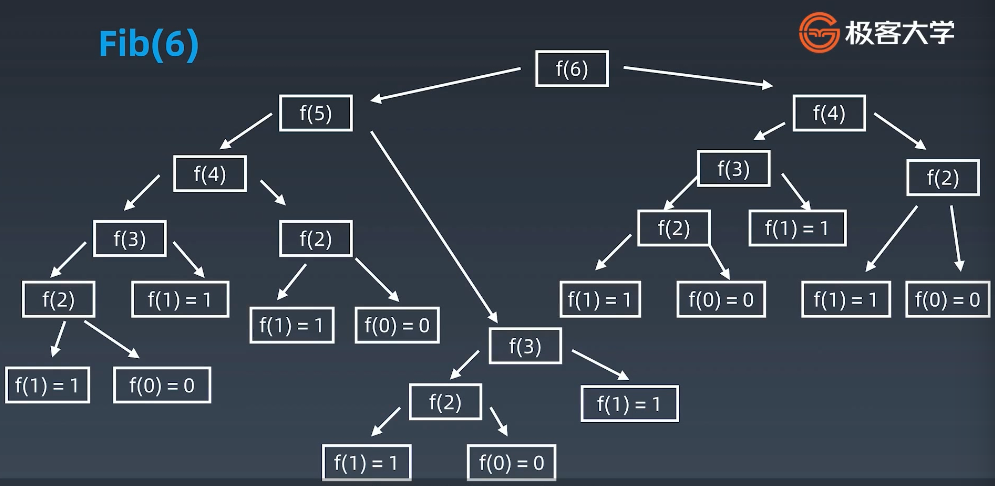 Fib(6)
极客大学
f(6)
f(5)
f(4)
f(4)
f(3)
f(2)
f(3)
f(2)
f(2)
f(1) = 1
f(2)
f(1) = 1
f(1) = 1
f(0) = 0
f(1) = 1
f(0) = 0
f(1) = 1
f(0) = 0
f(1) = 1
f(0) = 0
f(3)
f(2)
f(1) = 1
f(1) = 1
f(0) = 0